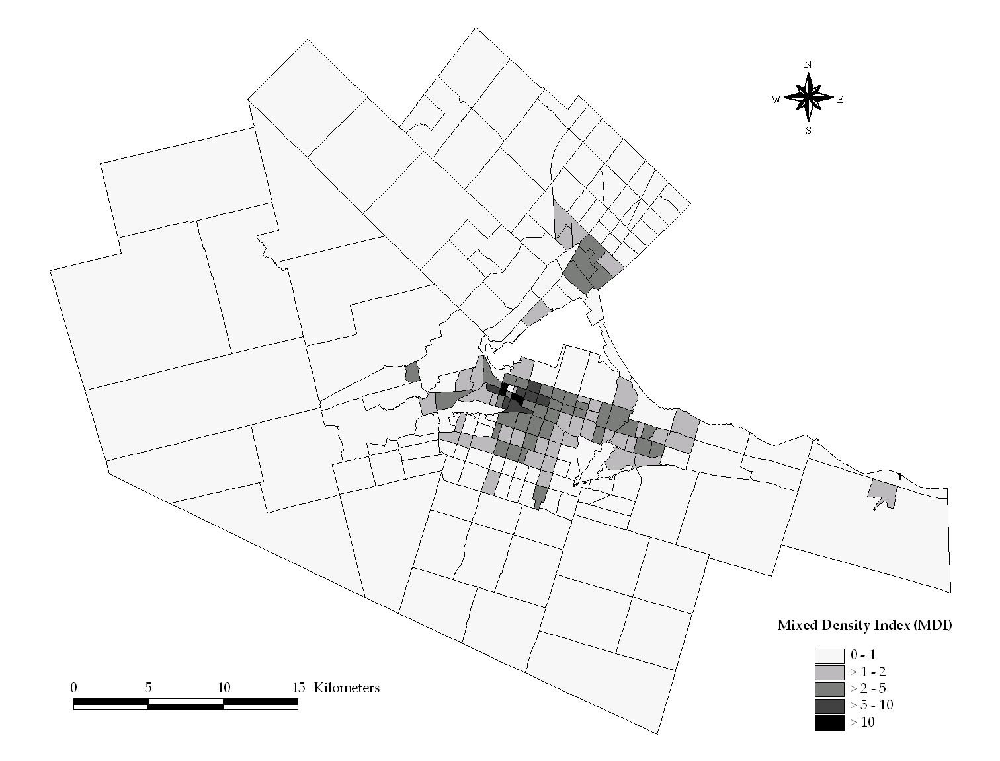 N
W E
S
Mixed Density Index (MDI)
0 - 1
> 1 - 2
> 2 - 5
> 5 - 10
> 10
0 5 10 15 Kilometers